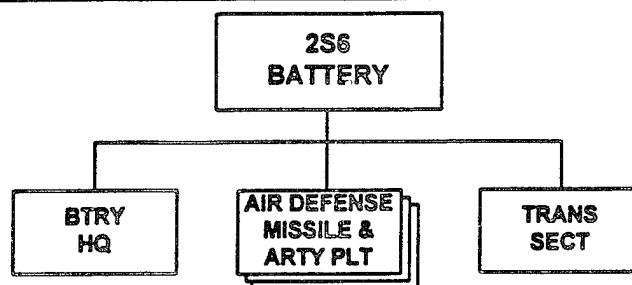 2S6
BATTERY
BTRY
HQ
AIR DEFENSE
MISSILE &
ARTY PLT
TRANS
SECT